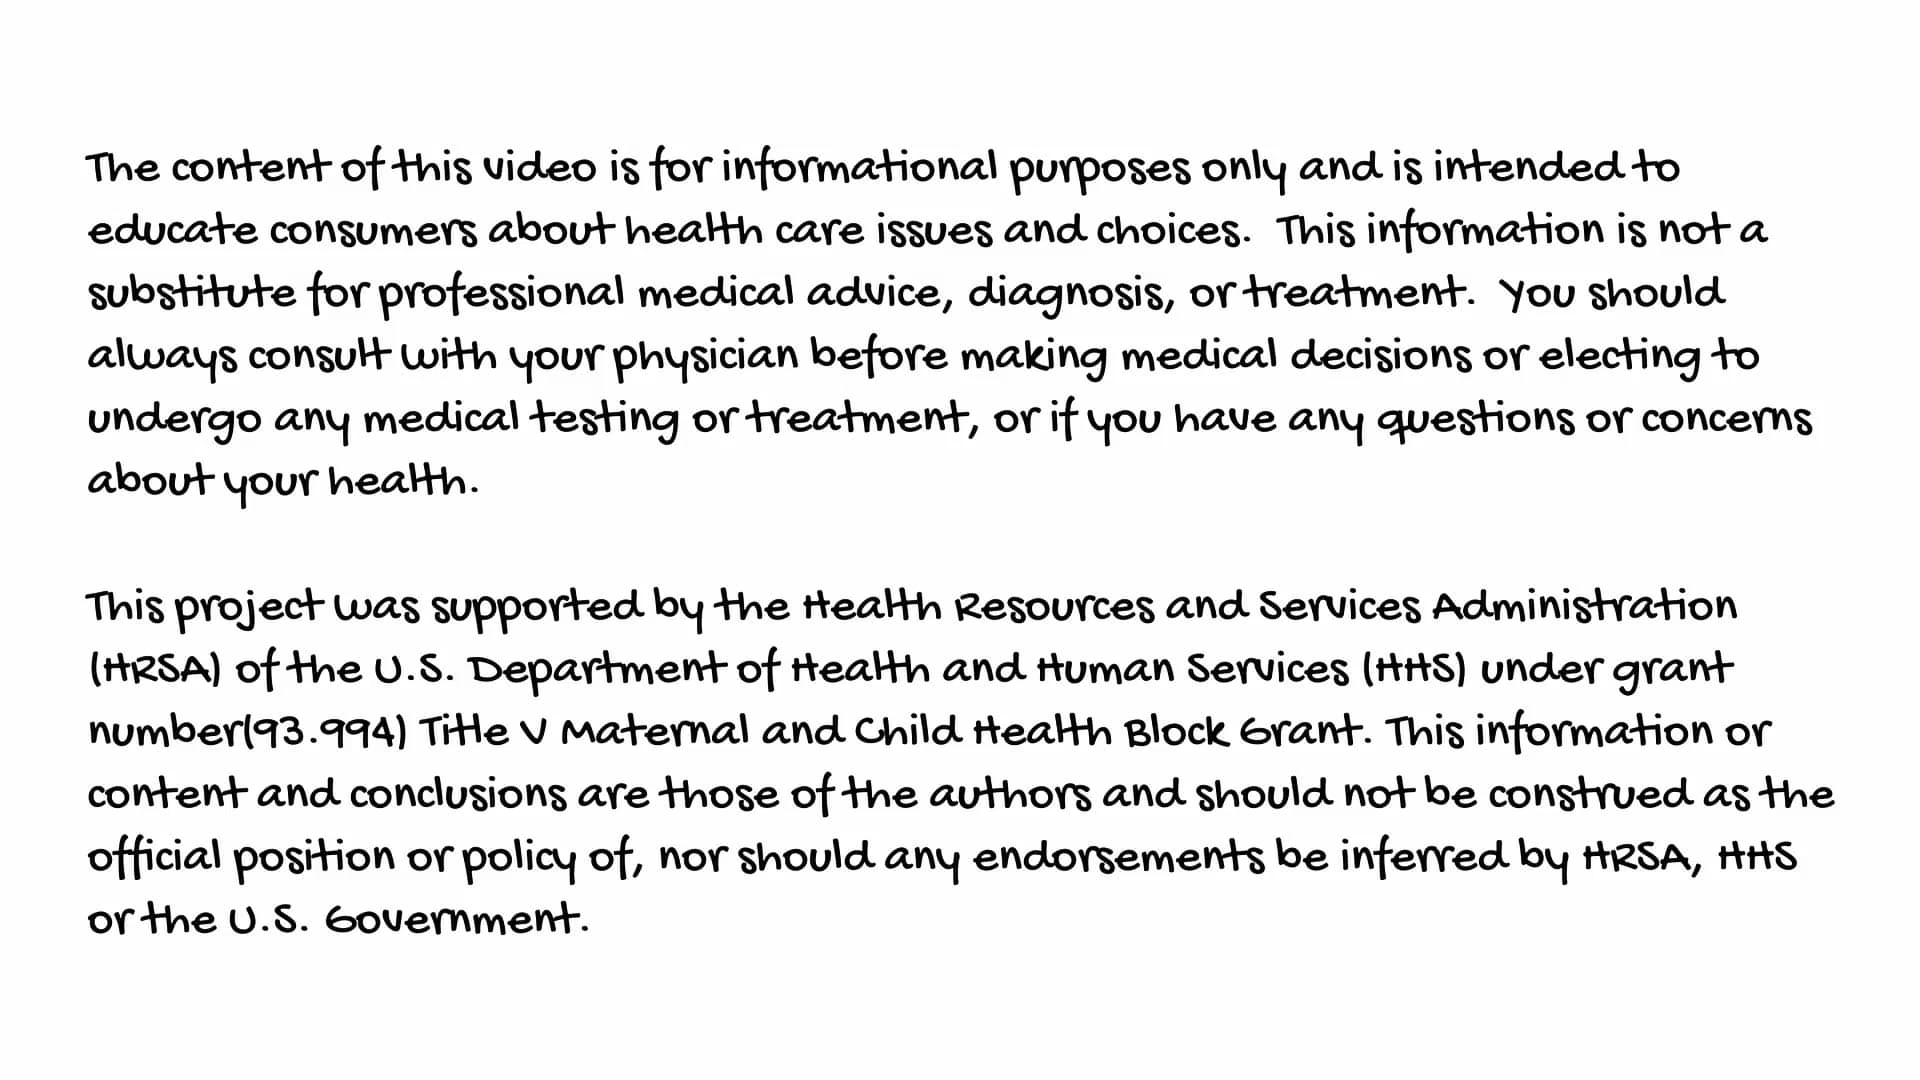 The content of this video is for informational purposes only and is intended to
educate consumers about health care issues and choices.  This information is not a
substitute for professional medical advice, diagnosis, or treatment.  You should
always consult with your physician before making medical decisions or electing to
undergo any medical testing or treatment, or if you have any questions or concerns
about your health.
This project was supported by the Health Resources and Services Administration
(HRSA) of the U.S. Department of Health and Human Services (HHS) under grant
number(93.994) Title V Maternal and Child Health Block Grant. This information or
content and conclusions are those of the authors and should not be construed as the
official position or policy of, nor should any endorsements be inferred by HRSA, HHS
or the U.S. Government.